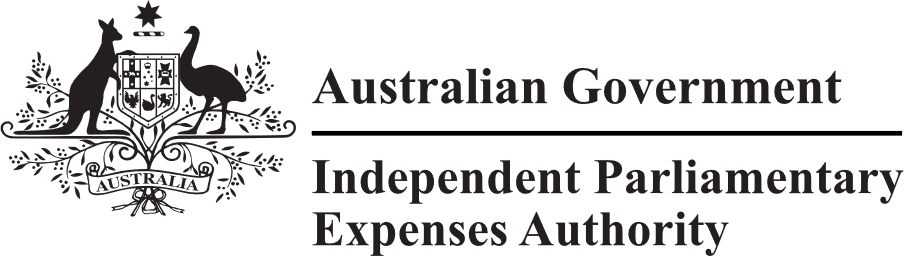 Australian Government
Independent Parliamentary
Expenses Authority
AUSTRALIA